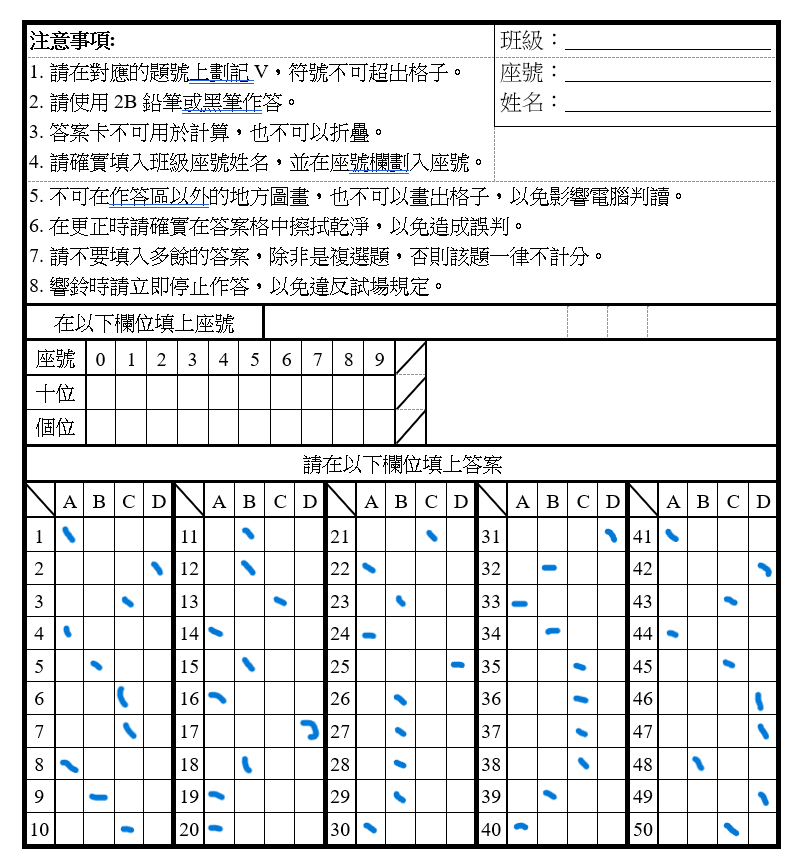 注意事項:
班級：
1. 請在對應的題號上劃記 V，符號不可超出格子。
座號：
2. 請使用 2B 鉛筆或黑筆作答。
姓名：
3. 答案卡不可用於計算，也不可以折疊。
4. 請確實填入班級座號姓名，並在座號欄劃入座號。
5. 不可在作答區以外的地方圖畫，也不可以畫出格子，以免影響電腦判讀。
6. 在更正時請確實在答案格中擦拭乾淨，以免造成誤判。
7. 請不要填入多餘的答案，除非是複選題，否則該題一律不計分。
8. 響鈴時請立即停止作答，以免違反試場規定。
在以下欄位填上座號
座號 0 1 2 3 4 5 6 7 8 9
十位
個位
請在以下欄位填上答案
A B C D A B C D A B C D A B C D A B C D
1 11 21 31 41
2 12 22 32 42
3 13 23 33 43
4 14 24 34 44
5 15 25 35 45
6 16 26 36 46
7 17 27 37 47
8 18 28 38 48
9 19 29 39 49
10 20 30 40 50